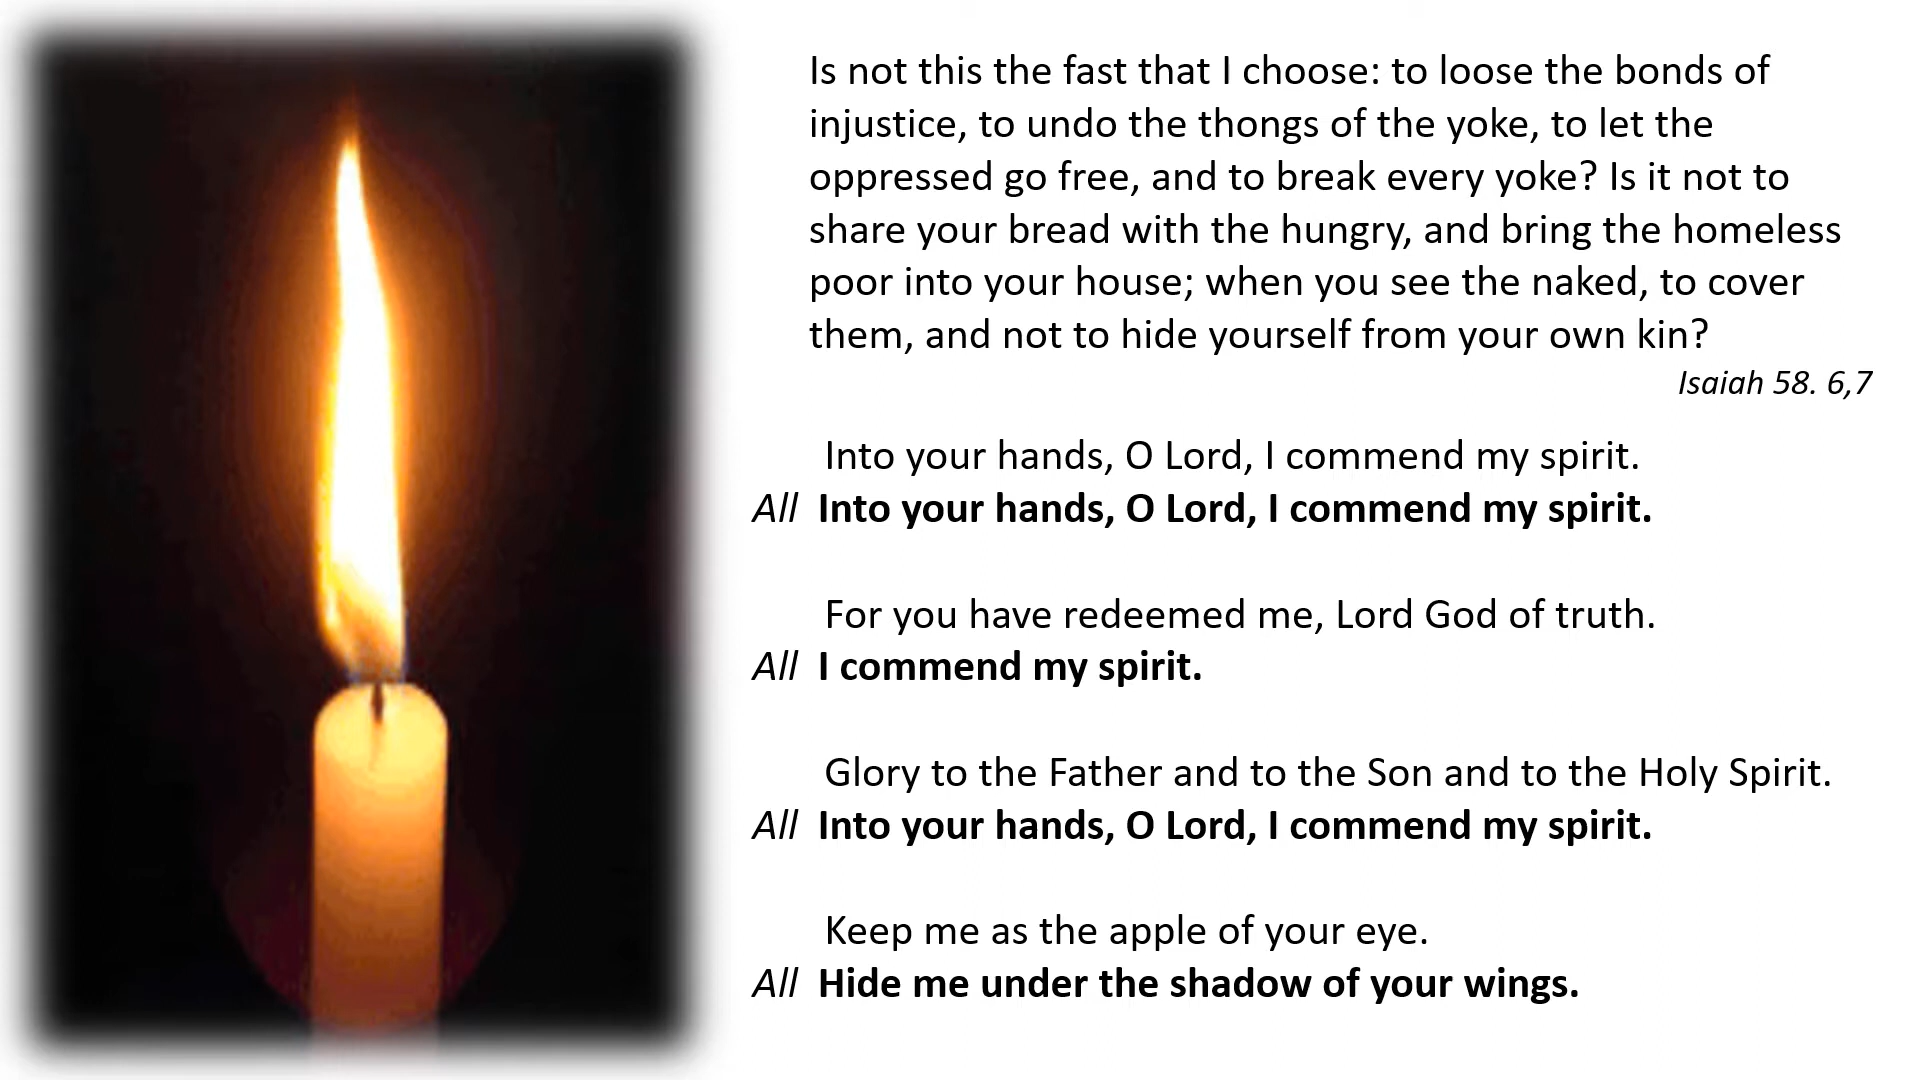 Is not this the fast that I choose: to loose the bonds of
injustice, to undo the thongs of the yoke, to let the
oppressed go free, and to break every yoke? Is it not to
share your bread with the hungry, and bring the homeless
poor into your house; when you see the naked, to cover
them, and not to hide yourself from your own kin?
Isaiah 58. 6,7
Into your hands, O Lord, I commend my spirit.
All Into your hands, O Lord, I commend my spirit.
For you have redeemed me, Lord God of truth.
All I commend my spirit.
Glory to the Father and to the Son and to the Holy Spirit.
All Into your hands, O Lord, I commend my spirit.
Keep me as the apple of your eye.
All Hide me under the shadow of your wings.